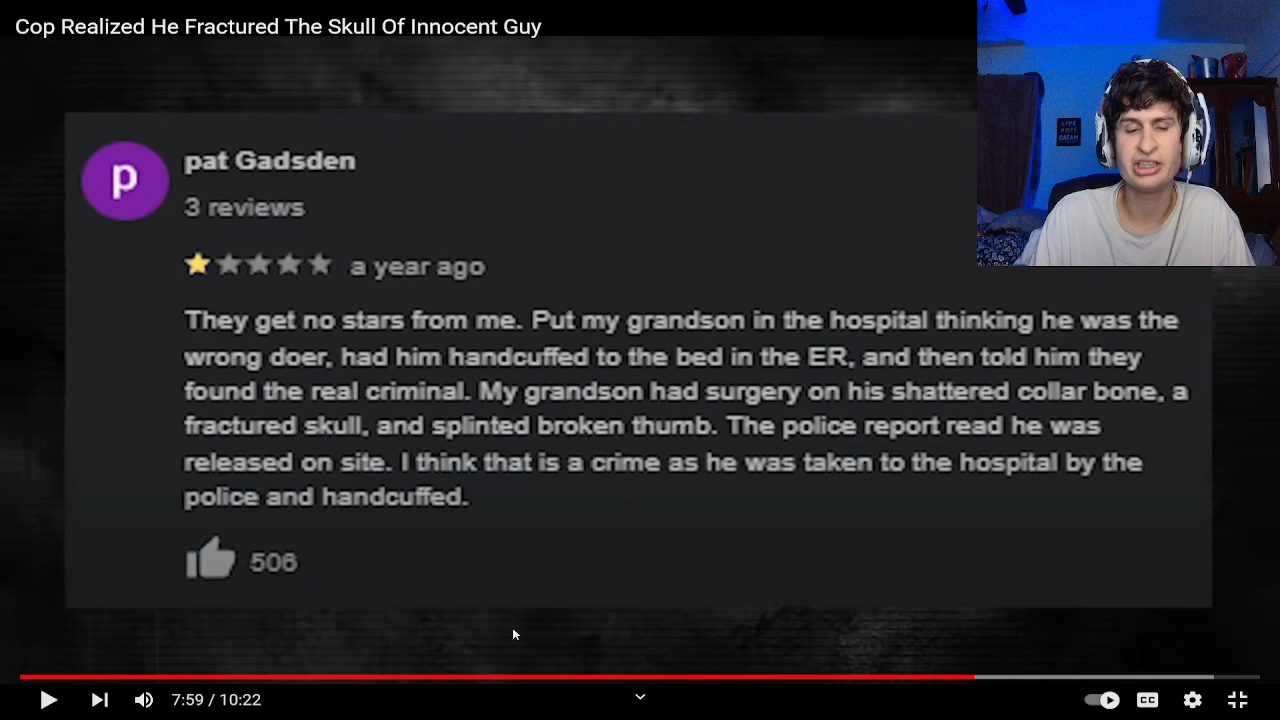 Cop Realized He Fractured The Skull Of Innocent Guy
LIVE
HOPE
DREAM
p
pat Gadsden
3 reviews
a year ago
They get no stars from me. Put my grandson in the hospital thinking he was the
wrong doer, had him handcuffed to the bed in the ER, and then told him they
found the real criminal. My grandson had surgery on his shattered collar bone, a
fractured skull, and splinted broken thumb. The police report read he was
released on site. I think that is a crime as he was taken to the hospital by the
police and handcuffed.
506
7:59 / 10:22
CC